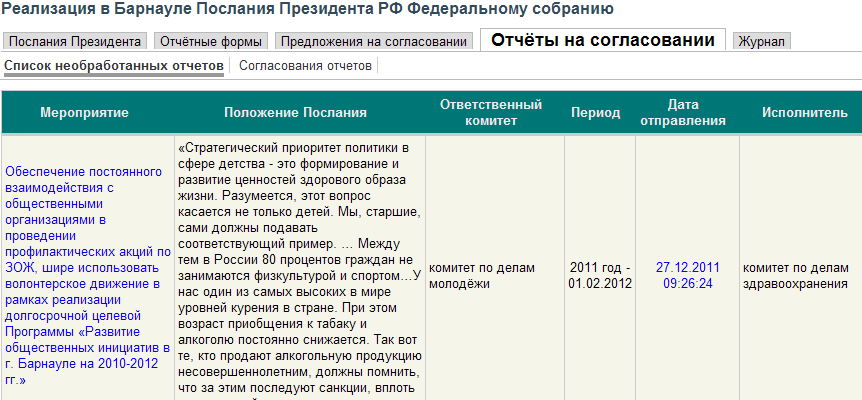 Реализация в Барнауле Послания Президента РФ Федеральному собранию
Послания Президента
Отчётные формы
Предложения на согласовании
Отчёты на согласовании
Журнал
Список необработанных отчетов
Согласования отчетов
Мероприятие
Положение Послания
Ответственный
комитет
Период
Дата
отправления
Исполнитель
Обеспечение постоянного
взаимодействия с
общественными
организациями в
проведении
профилактических акций по
ЗОЖ, шире использовать
волонтерское движение в
рамках реализации
долгосрочной целевой
Программы «Развитие
общественных инициатив в
г. Барнауле на 2010-2012
гг.»
«Стратегический приоритет политики в
сфере детства - это формирование и
развитие ценностей здорового образа
жизни. Разумеется, этот вопрос
касается не только детей. Мы, старшие,
сами должны подавать
соответствующий пример. ... Между
тем в России 80 процентов граждан не
занимаются физкультурой и спортом...У
нас один из самых высоких в мире
уровней курения в стране. При этом
возраст приобщения к табаку и
алкоголю постоянно снижается. Так вот
те, кто продают алкогольную продукцию
несовершеннолетним, должны помнить,
что за этим последуют санкции, вплоть
комитет по делам
молодёжи
2011 год -
01.02.2012
27.12.2011
09:26:24
комитет по делам
здравоохранения